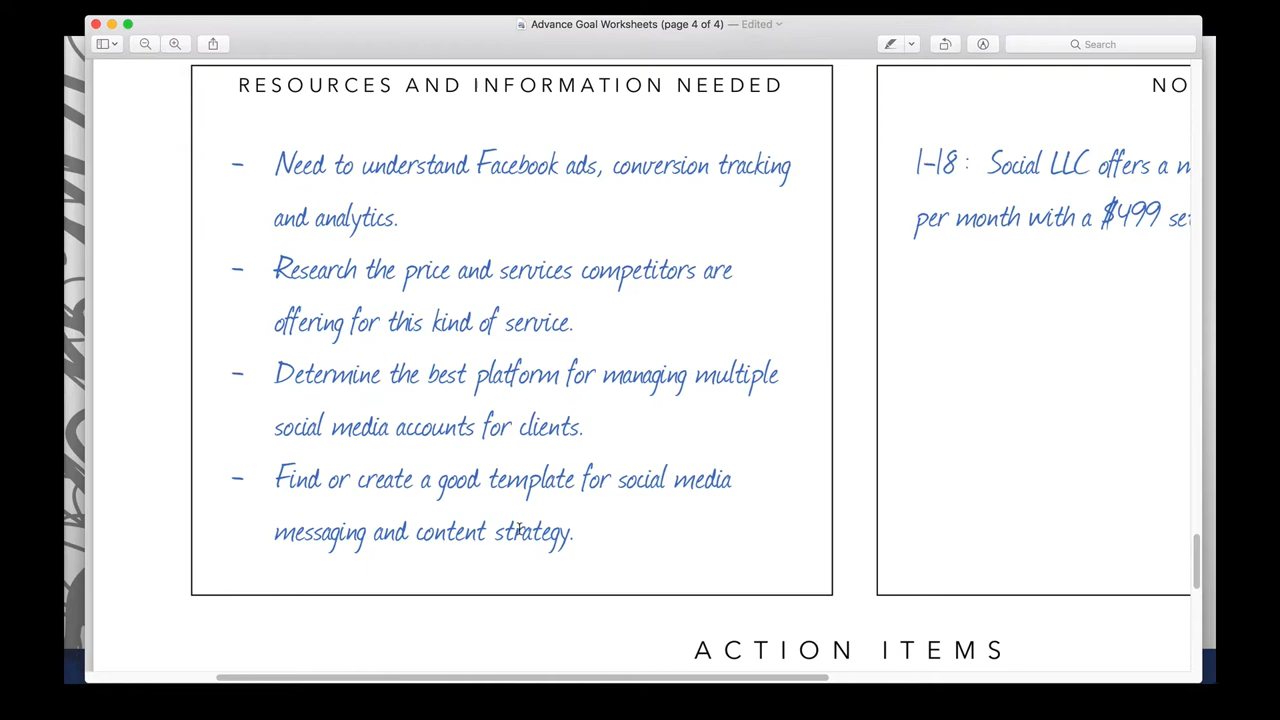 Advance Goal Worksheets (page 4 of 4) — Edited
Search
RESOURCES AND INFORMATION NEEDED
- Need to understand Facebook ads, conversion tracking
and analytics.
- Research the price and services competitors are
offering for this kind of service.
- Determine the best platform for managing multiple
social media accounts for clients.
- Find or create a good template for social media
messaging and content strategy.
NO
1-18: Social LLC offers a m
per month with a $499 set
ACTION ITEMS